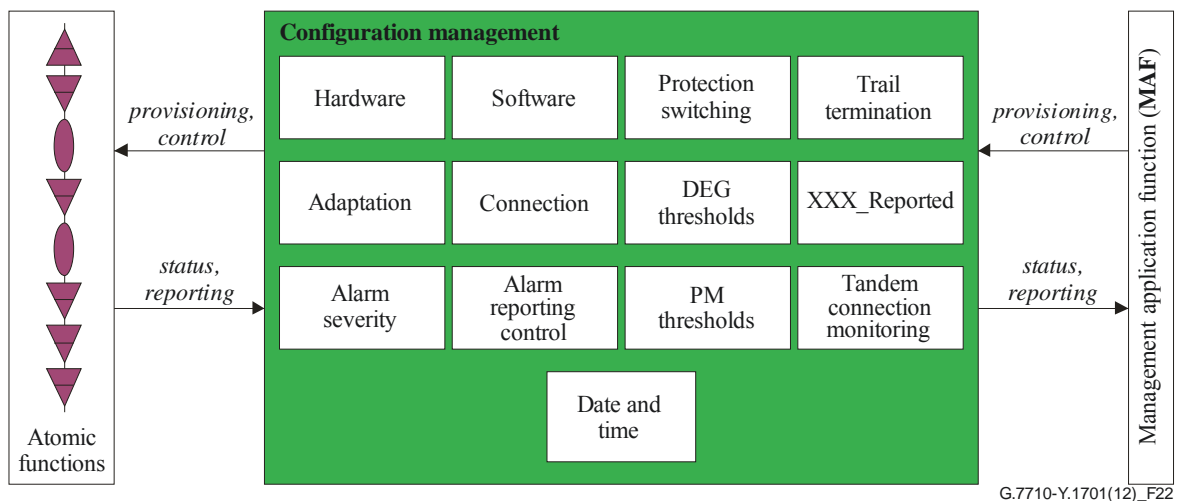 Configuration management
Hardware
Software
Protection
switching
Trail
termination
provisioning,
control
provisioning,
control
Adaptation
Connection
DEG
thresholds
XXX_Reported
status,
reporting
status,
reporting
Alarm
severity
Alarm
reporting
control
PM
thresholds
Tandem
connection
monitoring
Date and
time
Atomic
functions
Management application function (MAF)
G.7710-Y.1701(12)_F22